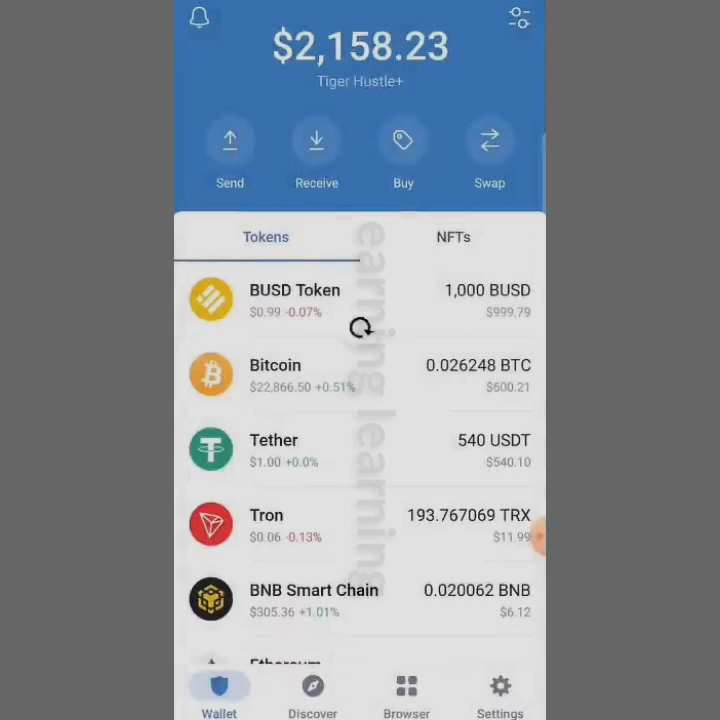 $2,158.23
Tiger Hustle+
Send
Receive
Buy
Swap
Tokens
NFTs
BUSD Token
1,000 BUSD
$0.99 -0.07%
$999.79
Bitcoin
0.026248 BTC
$22,866.50 +0.51%
$600.21
Tether
540 USDT
$1.00 +0.0%
$540.10
Tron
193.767069 TRX
$0.06 -0.13%
$11.99
BNB Smart Chain
0.020062 BNB
$305.36 +1.01%
$6.12
Ethereum
Wallet
Discover
Browser
Settings
earning learning